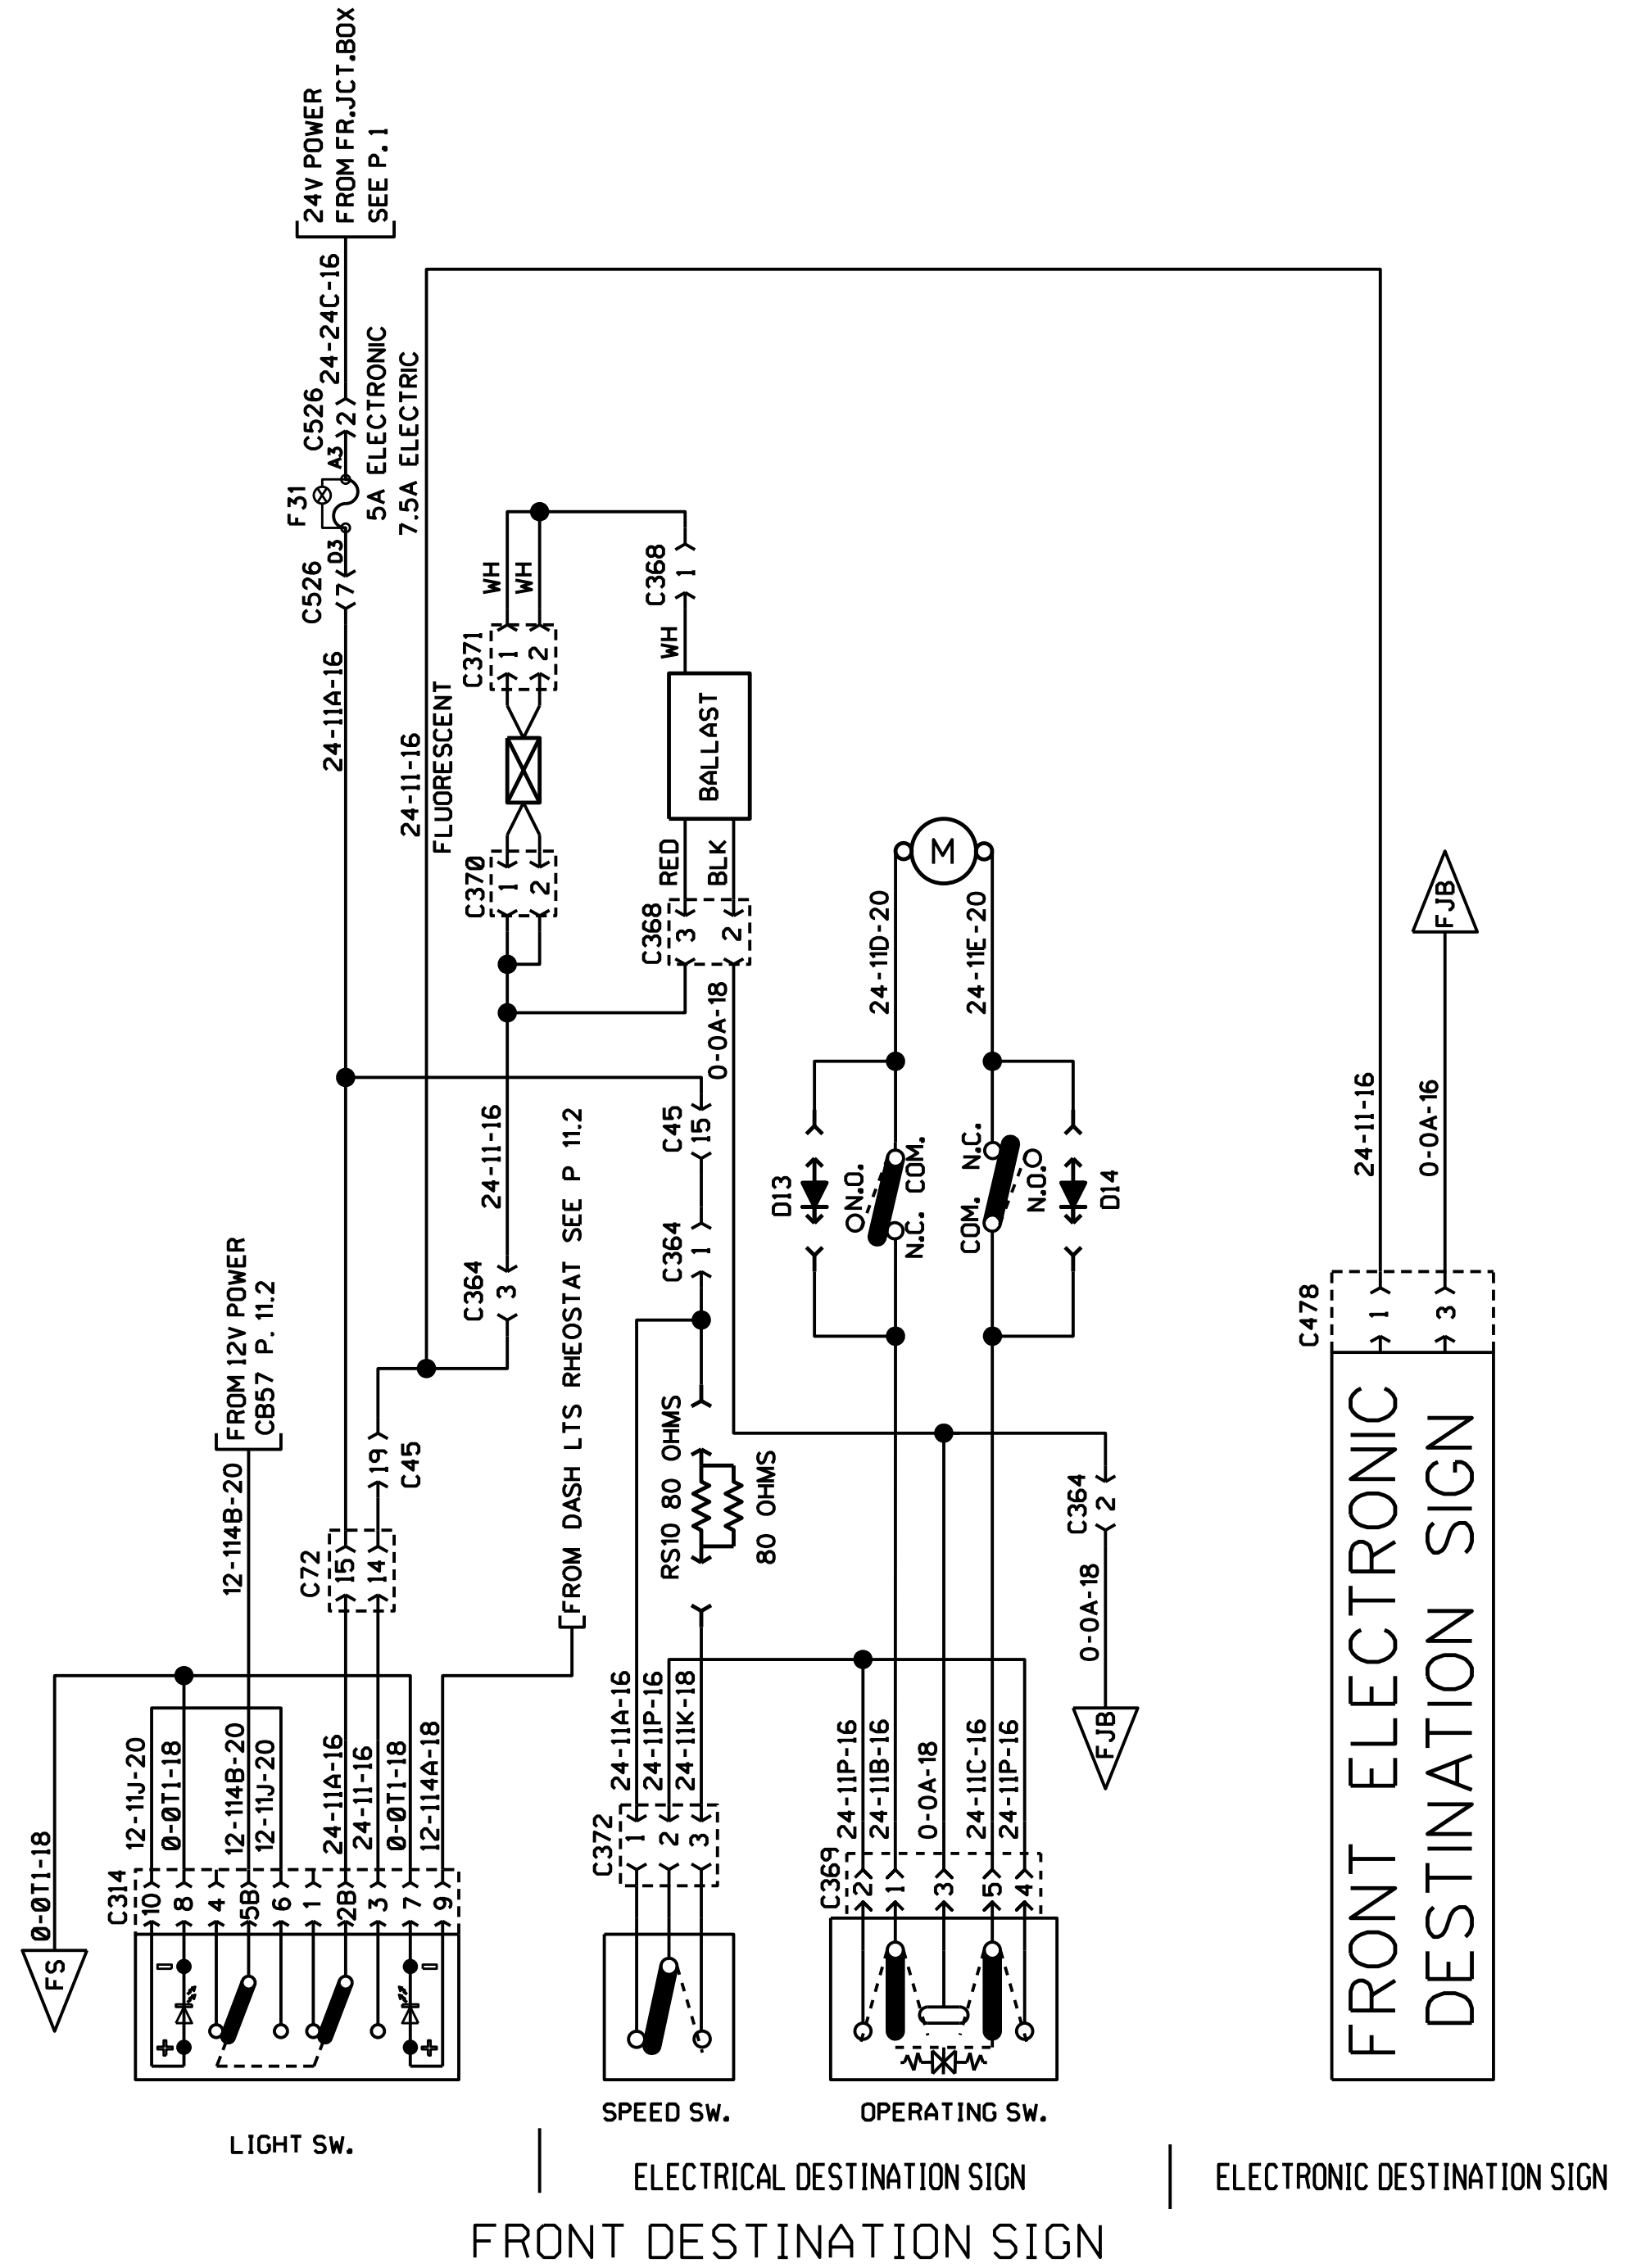 24V POWER
FROM FR.JCT.BOX
SEE P. 1
24-24C-16
C526
2
A3
F31
D3
5A ELECTRONIC
7.5A ELECTRIC
C526
7
24-11A-16
24-11-16
FLUORESCENT
WH
WH
C371
1
2
C368
1
WH
BALLAST
RED
BLK
C370
1
2
C368
3
2
0-0A-18
M
24-11D-20
24-11E-20
FJB
24-11-16
0-0A-16
24-11-16
C45
15
C364
1
C364
3
D13
N.O.
COM.
N.C.
N.C.
COM.
N.O.
D14
FROM 12V POWER
CB57 P. 11.2
12-114B-20
FROM DASH LTS RHEOSTAT SEE P 11.2
19
C45
C72
15
14
RS10 80 OHMS
80 OHMS
C364
2
0-0A-18
FJB
C478
1
3
FRONT ELECTRONIC
DESTINATION SIGN
0-0T1-18
FS
12-11J-20
0-0T1-18
12-114B-20
12-11J-20
24-11A-16
24-11-16
0-0T1-18
12-114A-18
C314
10
8
4
5B
6
1
2B
3
7
9
24-11A-16
24-11P-16
24-11K-18
C372
1
2
3
24-11P-16
24-11B-16
0-0A-18
24-11C-16
24-11P-16
C369
2
1
3
5
4
LIGHT SW.
SPEED SW.
OPERATING SW.
ELECTRICAL DESTINATION SIGN
ELECTRONIC DESTINATION SIGN
FRONT DESTINATION SIGN